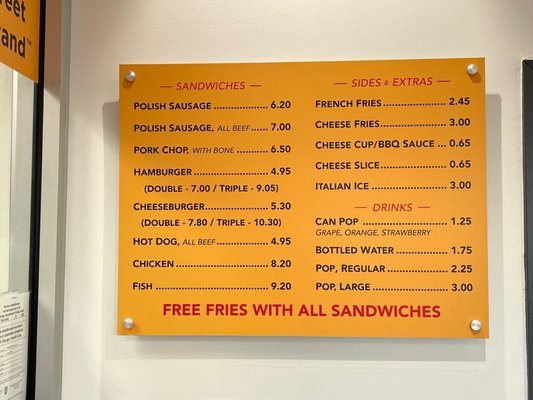 reet
rand™
— SANDWICHES —
POLISH SAUSAGE .................. 6.20
POLISH SAUSAGE, ALL BEEF ...... 7.00
PORK CHOP, WITH BONE ........... 6.50
HAMBURGER ........................ 4.95
(DOUBLE - 7.00 / TRIPLE - 9.05)
CHEESEBURGER .................... 5.30
(DOUBLE - 7.80 / TRIPLE - 10.30)
HOT DOG, ALL BEEF ................. 4.95
CHICKEN ............................. 8.20
FISH .................................... 9.20
— SIDES & EXTRAS —
FRENCH FRIES ..................... 2.45
CHEESE FRIES ...................... 3.00
CHEESE CUP/BBQ SAUCE ... 0.65
CHEESE SLICE ...................... 0.65
ITALIAN ICE ........................ 3.00
— DRINKS —
CAN POP ............................ 1.25
GRAPE, ORANGE, STRAWBERRY
BOTTLED WATER ................ 1.75
POP, REGULAR ................... 2.25
POP, LARGE ........................ 3.00
FREE FRIES WITH ALL SANDWICHES